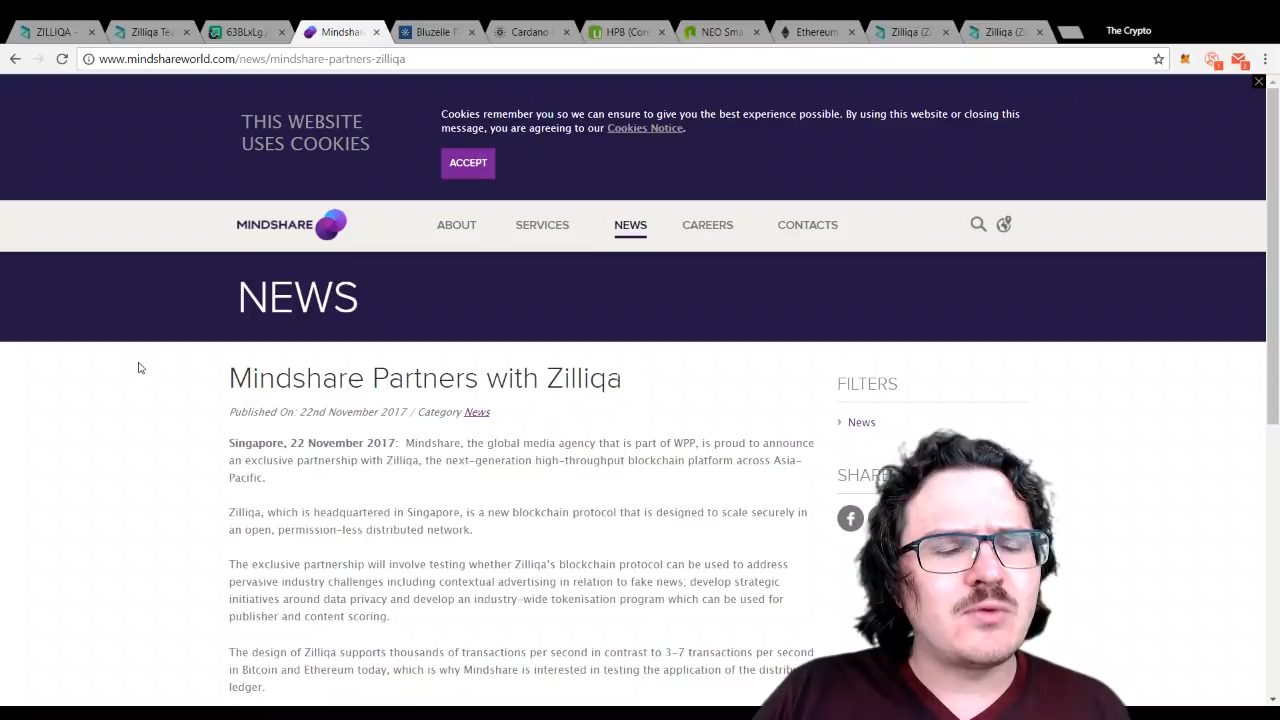 ZILLIQA –
Zilliqa Te
63BLxLg.j
Mindshar
Bluzelle
Cardano
HPB (Cor
NEO Sma
Ethereum
Zilliqa (Z
Zilliqa (ZI
The Crypto
www.mindshareworld.com/news/mindshare-partners-zilliqa
THIS WEBSITE
USES COOKIES
Cookies remember you so we can ensure to give you the best experience possible. By using this website or closing this
message, you are agreeing to our Cookies Notice.
ACCEPT
MINDSHARE
ABOUT
SERVICES
NEWS
CAREERS
CONTACTS
NEWS
Mindshare Partners with Zilliqa
Published On: 22nd November 2017 / Category News
Singapore, 22 November 2017: Mindshare, the global media agency that is part of WPP, is proud to announce
an exclusive partnership with Zilliqa, the next-generation high-throughput blockchain platform across Asia-
Pacific.
Zilliqa, which is headquartered in Singapore, is a new blockchain protocol that is designed to scale securely in
an open, permission-less distributed network.
The exclusive partnership will involve testing whether Zilliqa's blockchain protocol can be used to address
pervasive industry challenges including contextual advertising in relation to fake news, develop strategic
initiatives around data privacy and develop an industry-wide tokenisation program which can be used for
publisher and content scoring.
The design of Zilliqa supports thousands of transactions per second in contrast to 3-7 transactions per second
in Bitcoin and Ethereum today, which is why Mindshare is interested in testing the application of the distrib
ledger.
FILTERS
News
SHARE